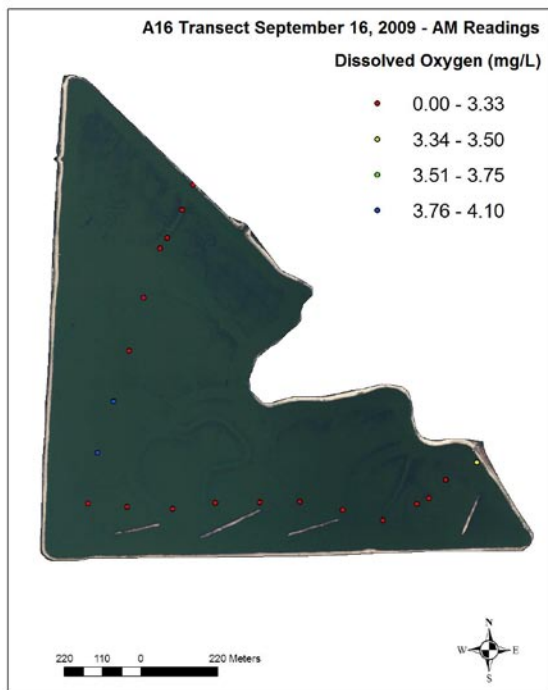 A16 Transect September 16, 2009 - AM Readings
Dissolved Oxygen (mg/L)
0.00 - 3.33
3.34 - 3.50
3.51 - 3.75
3.76 - 4.10
N
W E
S
220 110 0 220 Meters